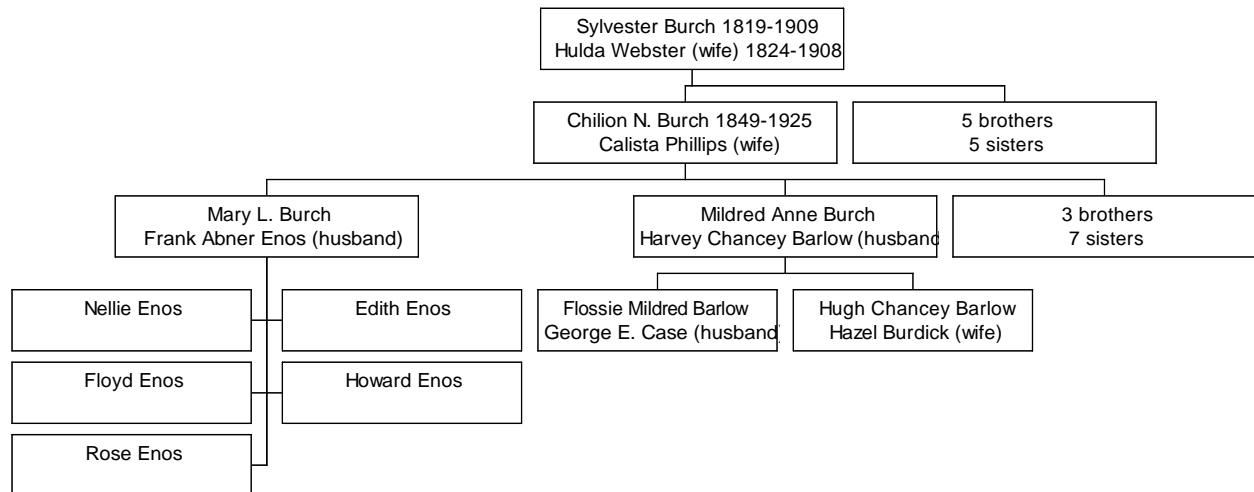 Sylvester Burch 1819-1909
Hulda Webster (wife) 1824-1908
Chilion N. Burch 1849-1925
Calista Phillips (wife)
5 brothers
5 sisters
Mary L. Burch
Frank Abner Enos (husband)
Mildred Anne Burch
Harvey Chancey Barlow (husband
3 brothers
7 sisters
Nellie Enos
Edith Enos
Flossie Mildred Barlow
George E. Case (husband)
Hugh Chancey Barlow
Hazel Burdick (wife)
Floyd Enos
Howard Enos
Rose Enos